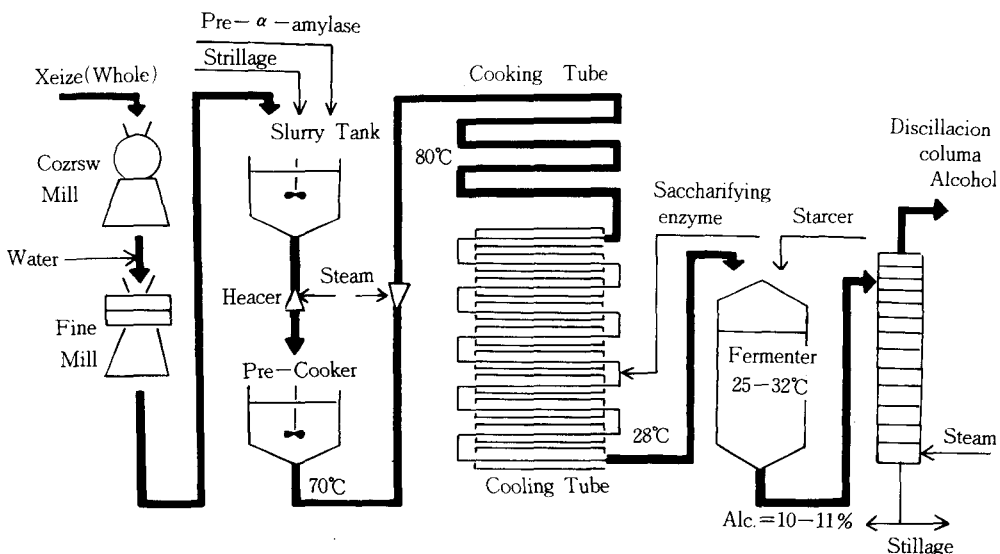 Pre-α-amylase
Strillage
Xeize(Whole)
Cozrsw
Mill
Water
Fine
Mill
Slurry Tank
Heacer
Steam
Pre-Cooker
70℃
Cooking Tube
80℃
Saccharifying
enzyme
Starcer
Cooling Tube
28℃
Fermenter
25-32℃
Alc.=10-11%
Discillacion
columa
Alcohol
Steam
Stillage